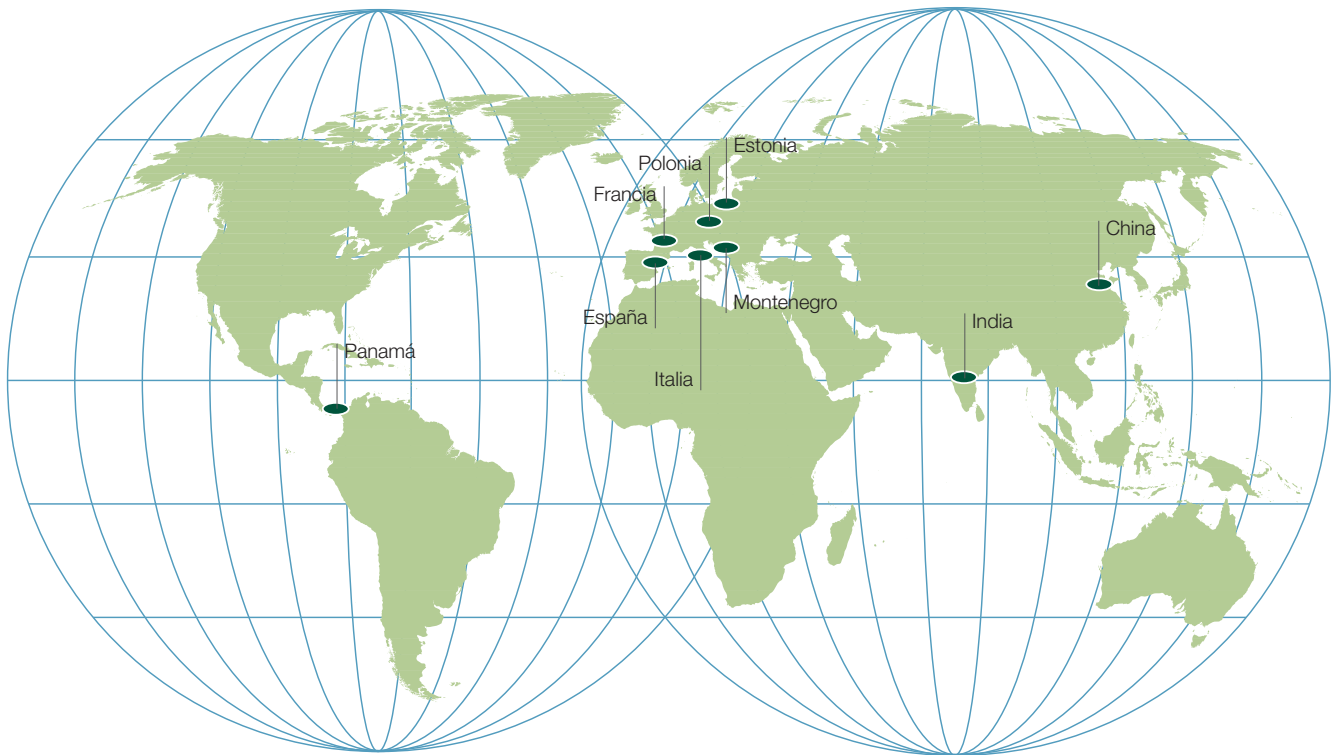 Estonia
Polonia
Francia
China
España
Montenegro
India
Panamá
Italia